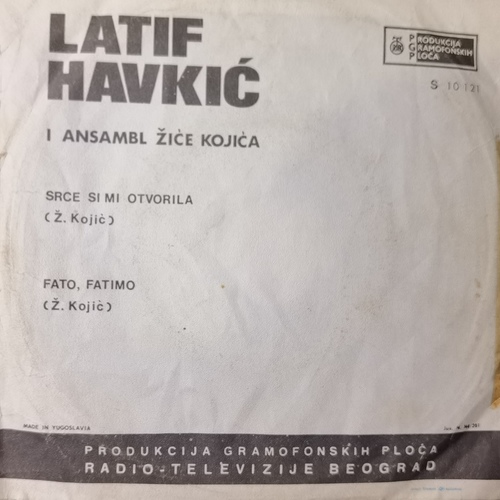 LATIF
HAVKIĆ
I ANSAMBL ŽIĆE KOJIĆA
PGP
PRODUKCIJA
GRAMOFONSKIH
PLOČA
S 10 121
SRCE SI MI OTVORILA
(Ž. Kojić)
FATO, FATIMO
(Ž. Kojić)
MADE IN YUGOSLAVIA
PRODUKCIJA GRAMOFONSKIH PLOČA
RADIO-TELEVIZIJE BEOGRAD